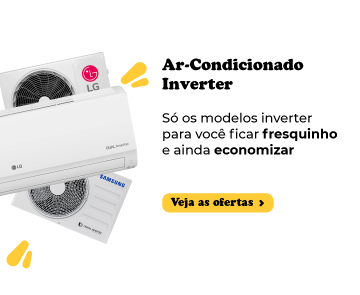 Ar-Condicionado
Inverter
Só os modelos inverter
para você ficar fresquinho
e ainda economizar
Veja as ofertas
LG
LG
SAMSUNG